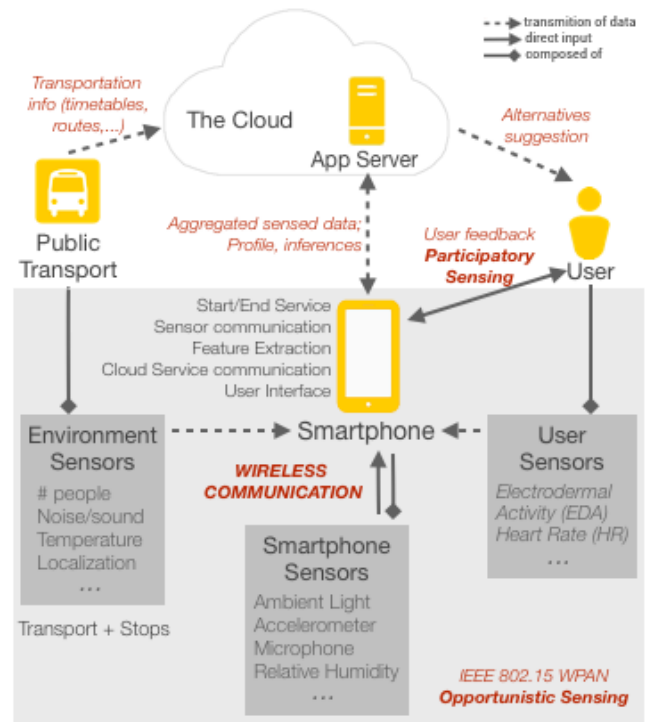 transmition of data
direct input
composed of
Transportation
info (timetables,
routes,...)
The Cloud
App Server
Alternatives
suggestion
Public
Transport
Aggregated sensed data;
Profile, inferences
User feedback
Participatory
Sensing
User
Start/End Service
Sensor communication
Feature Extraction
Cloud Service communication
User Interface
Smartphone
Environment
Sensors
# people
Noise/sound
Temperature
Localization
...
Transport + Stops
WIRELESS
COMMUNICATION
User
Sensors
Electrodermal
Activity (EDA)
Heart Rate (HR)
...
Smartphone
Sensors
Ambient Light
Accelerometer
Microphone
Relative Humidity
...
IEEE 802.15 WPAN
Opportunistic Sensing